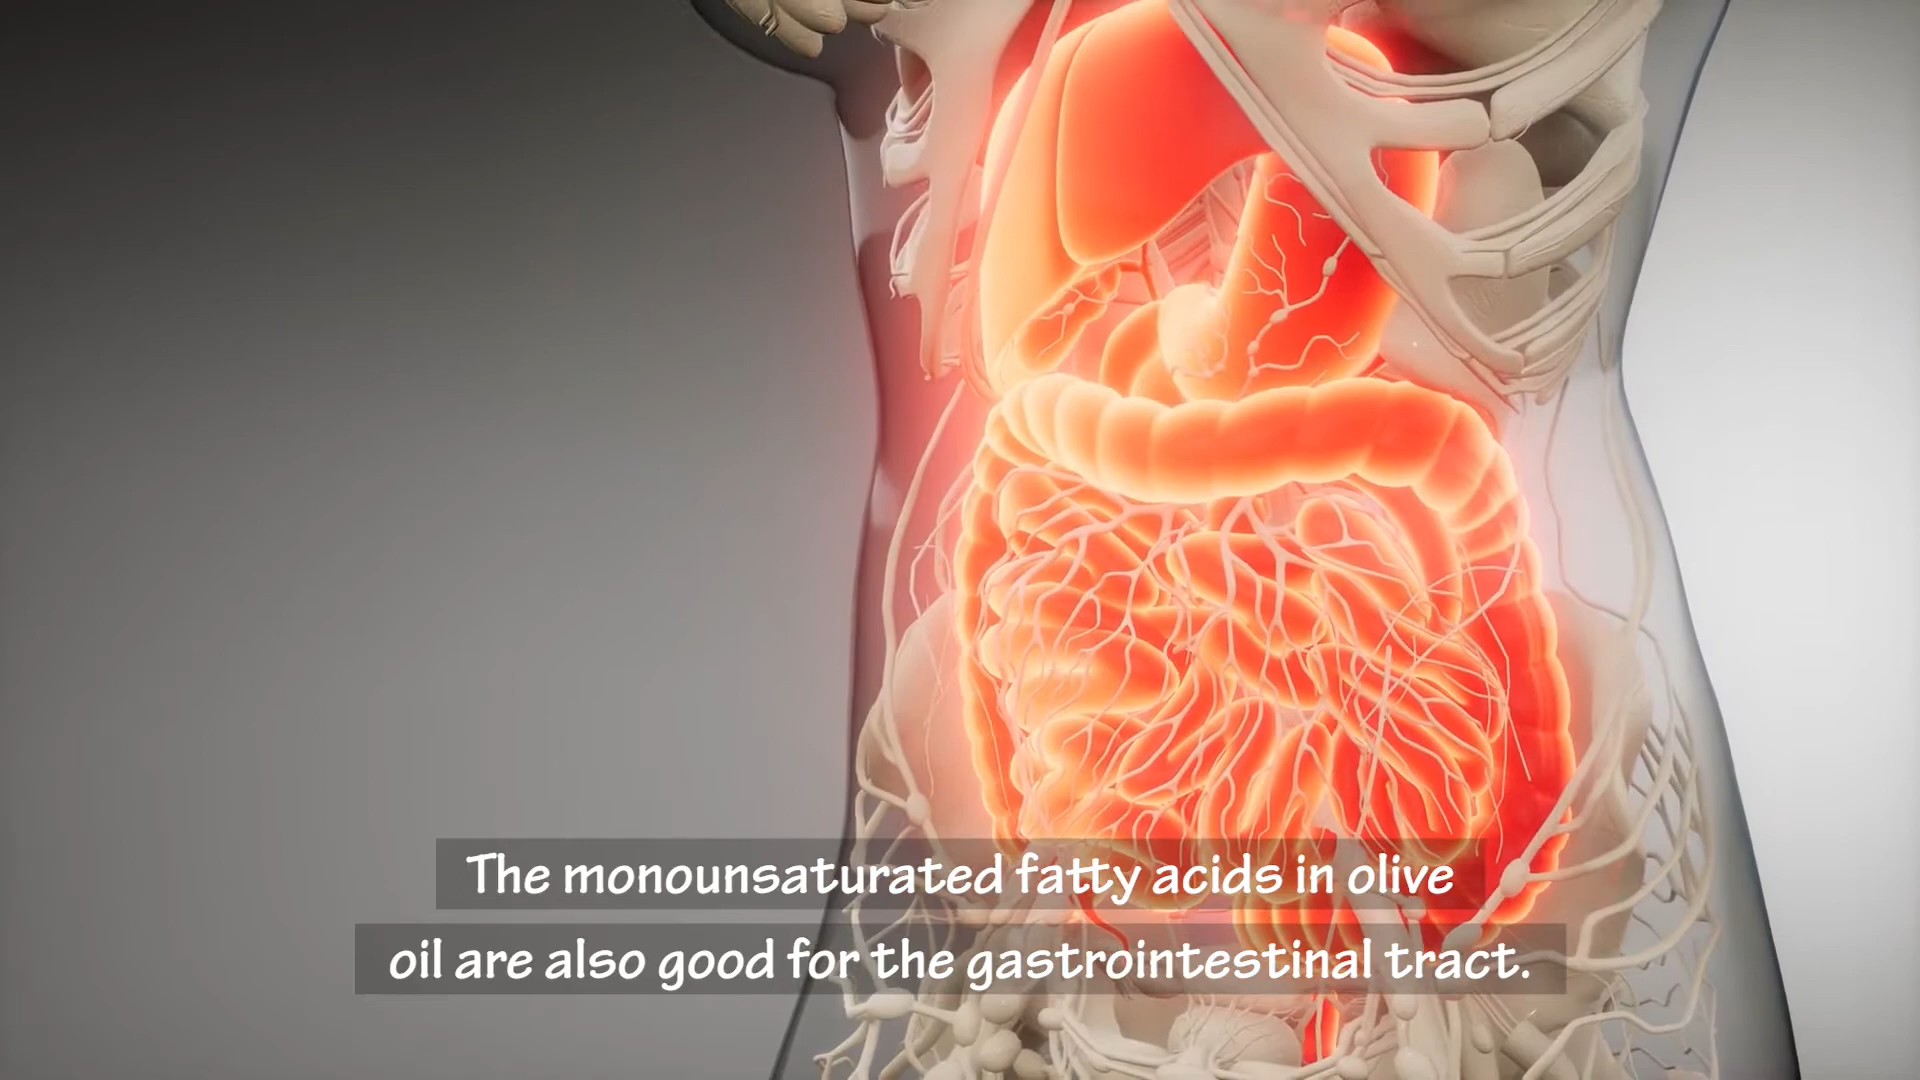 The monounsaturated fatty acids in olive
oil are also good for the gastrointestinal tract.